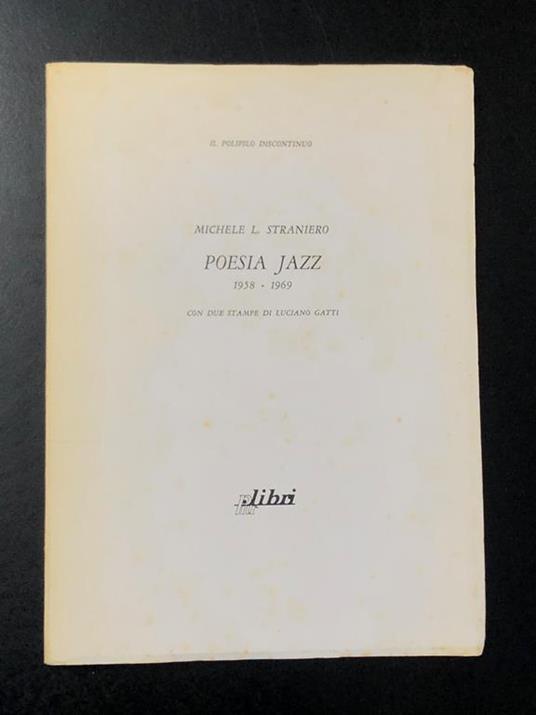 IL POLIFILO DISCONTINUO
MICHELE L. STRANIERO
POESIA JAZZ
1958 - 1969
CON DUE STAMPE DI LUCIANO GATTI
libri